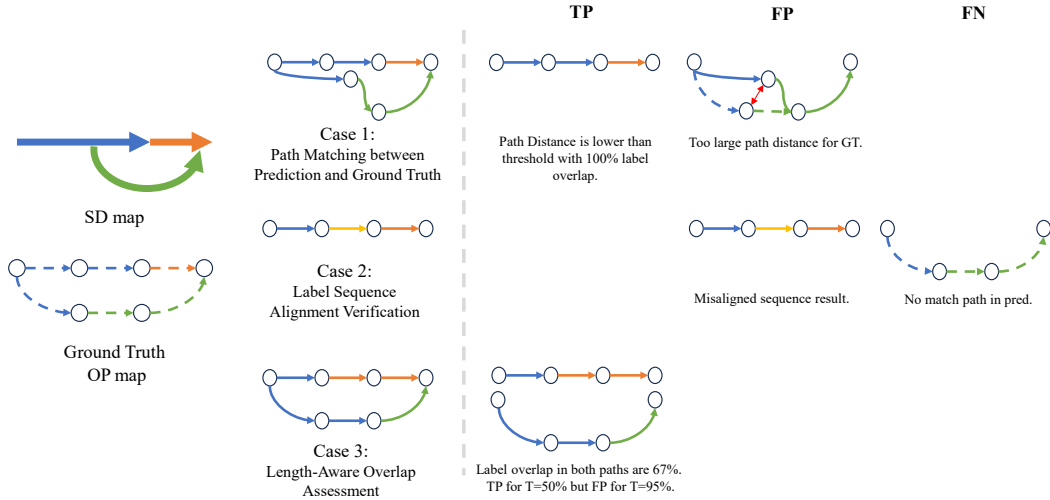 TP
FP
FN
Case 1:
Path Matching between
Prediction and Ground Truth
Path Distance is lower than
threshold with 100% label
overlap.
Too large path distance for GT.
SD map
Case 2:
Label Sequence
Alignment Verification
Misaligned sequence result.
No match path in pred.
Ground Truth
OP map
Case 3:
Length-Aware Overlap
Assessment
Label overlap in both paths are 67%.
TP for T=50% but FP for T=95%.